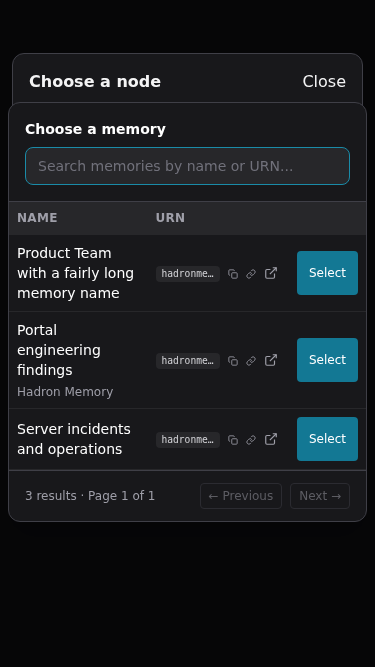 Choose a node
Close
Choose a memory
Search memories by name or URN...
NAME
URN
Product Team
with a fairly long
memory name
hadronme…
Select
Portal
engineering
findings
Hadron Memory
hadronme…
Select
Server incidents
and operations
hadronme…
Select
3 results · Page 1 of 1
← Previous
Next →